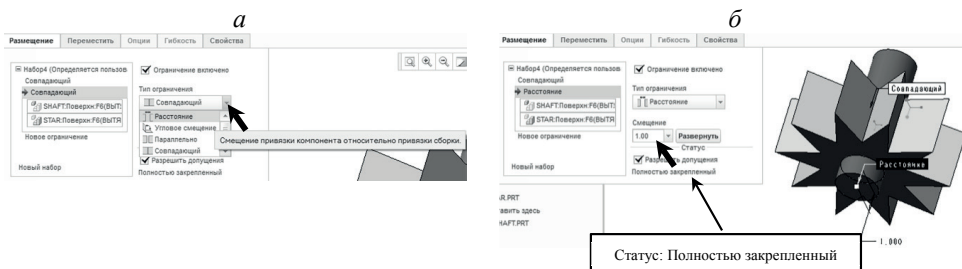 а
Размещение Переместить Опции Гибкость Свойства
Набор4 (Определяется пользов
Совпадающий
Совпадающий
SHAFT:Поверхн:F6(ВЫТ:
STAR:Поверхн:F6(ВЫТЯ
Новое ограничение
Новый набор
Ограничение включено
Тип ограничения
Совпадающий
Расстояние
Угловое смещение
Параллельно
Совпадающий
Разрешить допущения
Полностью закрепленный
Смещение привязки компонента относительно привязки сборки.
б
Размещение Переместить Опции Гибкость Свойства
Набор4 (Определяется пользов
Совпадающий
Расстояние
SHAFT:Поверхн:F6(ВЫТ:
STAR:Поверхн:F6(ВЫТЯ
Новое ограничение
Новый набор
Ограничение включено
Тип ограничения
Расстояние
Смещение
1.00 Развернуть
Статус
Разрешить допущения
Полностью закрепленный
Совпадающий
Расстояние
1.000
AR.PRT
авить здесь
HAFT.PRT
Статус: Полностью закрепленный